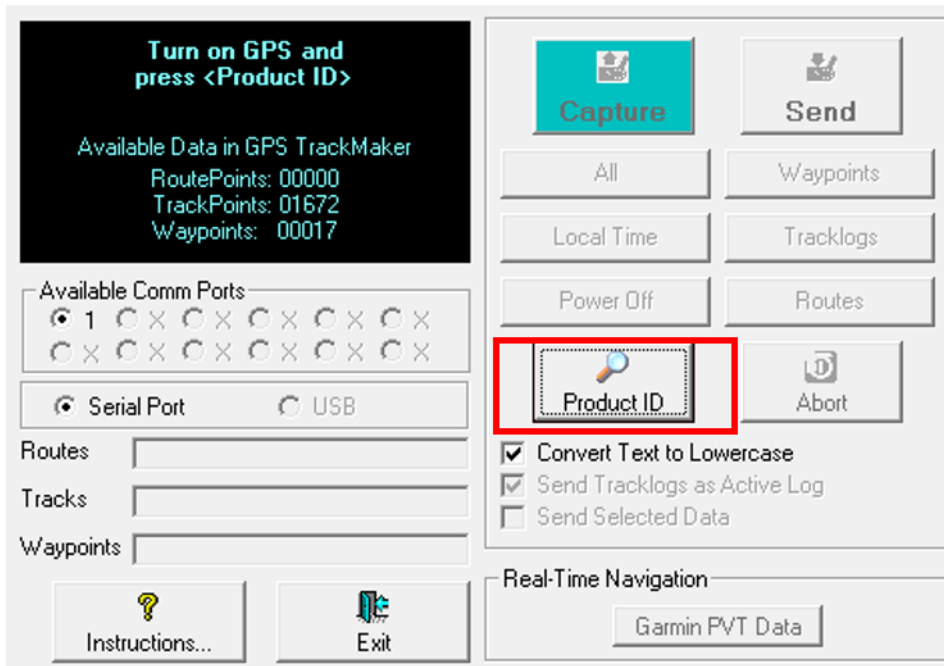 Turn on GPS and
press <Product ID>
Available Data in GPS TrackMaker
RoutePoints: 00000
TrackPoints: 01672
Waypoints: 00017
Available Comm Ports
1 X X X X X
X X X X X X
Serial Port USB
Routes
Tracks
Waypoints
Instructions...
Exit
Capture
Send
All
Waypoints
Local Time
Tracklogs
Power Off
Routes
Product ID
Abort
Convert Text to Lowercase
Send Tracklogs as Active Log
Send Selected Data
Real-Time Navigation
Garmin PVT Data